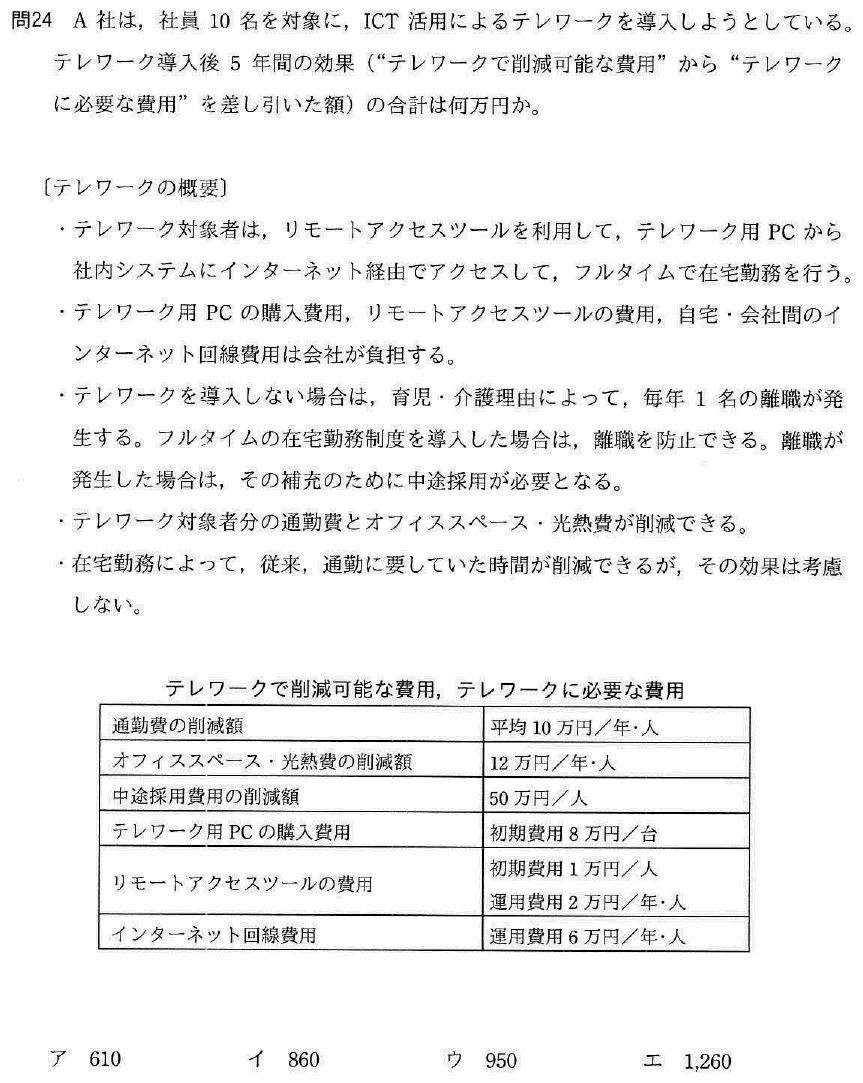 問24 A 社は，社員 10 名を対象に，ICT 活用によるテレワークを導入しようとしている。
テレワーク導入後 5 年間の効果（“テレワークで削減可能な費用”から“テレワーク
に必要な費用”を差し引いた額）の合計は何万円か。
〔テレワークの概要〕
・テレワーク対象者は，リモートアクセスツールを利用して，テレワーク用 PC から
社内システムにインターネット経由でアクセスして，フルタイムで在宅勤務を行う。
・テレワーク用 PC の購入費用，リモートアクセスツールの費用，自宅・会社間のイ
ンターネット回線費用は会社が負担する。
・テレワークを導入しない場合は，育児・介護理由によって，毎年 1 名の離職が発
生する。フルタイムの在宅勤務制度を導入した場合は，離職を防止できる。離職が
発生した場合は，その補充のために中途採用が必要となる。
・テレワーク対象者分の通勤費とオフィススペース・光熱費が削減できる。
・在宅勤務によって，従来，通勤に要していた時間が削減できるが，その効果は考慮
しない。
テレワークで削減可能な費用，テレワークに必要な費用
通勤費の削減額 平均 10 万円／年・人
オフィススペース・光熱費の削減額 12 万円／年・人
中途採用費用の削減額 50 万円／人
テレワーク用 PC の購入費用 初期費用 8 万円／台
リモートアクセスツールの費用 初期費用 1 万円／人
運用費用 2 万円／年・人
インターネット回線費用 運用費用 6 万円／年・人
ア 610 イ 860 ウ 950 エ 1,260